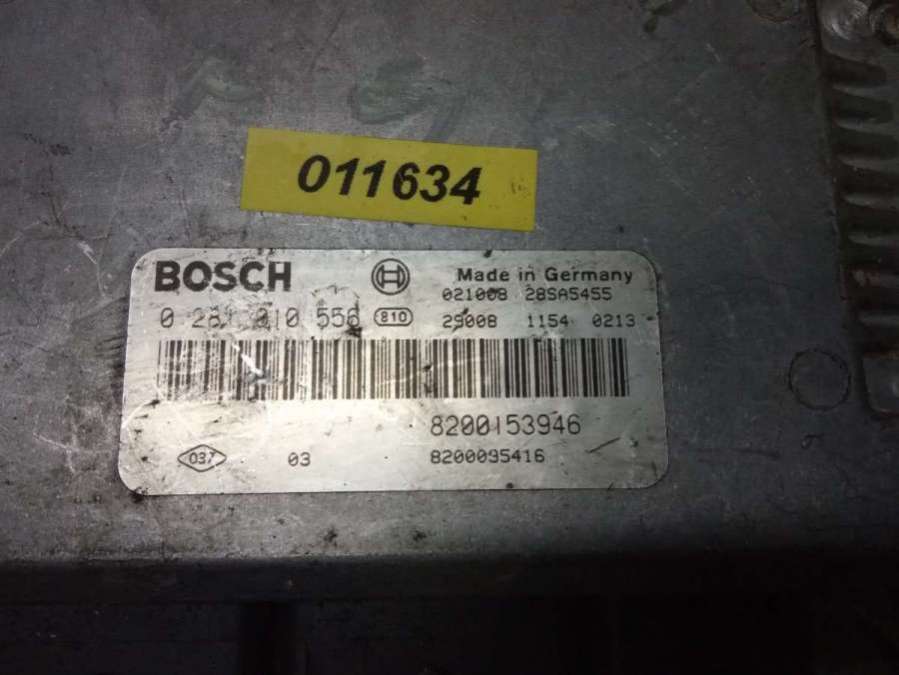 011634
BOSCH
Made in Germany
021008 28SA5455
0 281 010 556 810
29008 1154 0213
8200153946
037 03 8200095416